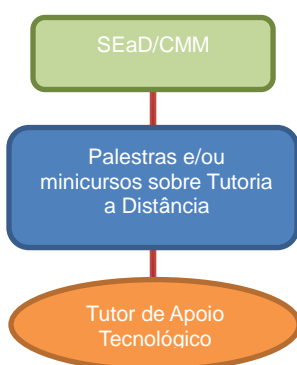 SEaD/CMM
Palestras e/ou
minicursos sobre Tutoria
a Distância
Tutor de Apoio
Tecnológico